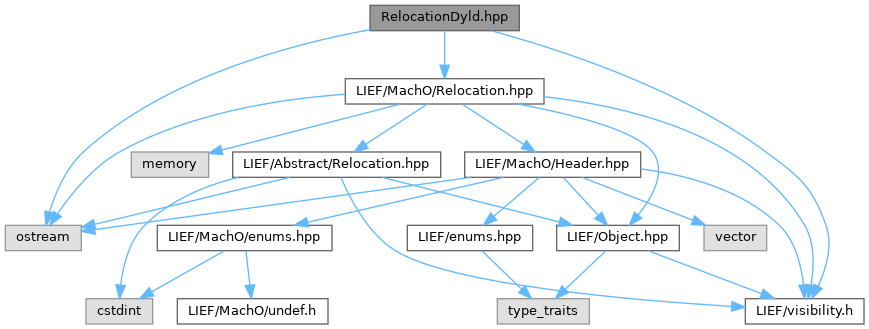 RelocationDyld.hpp
LIEF/MachO/Relocation.hpp
memory
LIEF/Abstract/Relocation.hpp
LIEF/MachO/Header.hpp
ostream
LIEF/MachO/enums.hpp
LIEF/enums.hpp
LIEF/Object.hpp
vector
cstdint
LIEF/MachO/undef.h
type_traits
LIEF/visibility.h